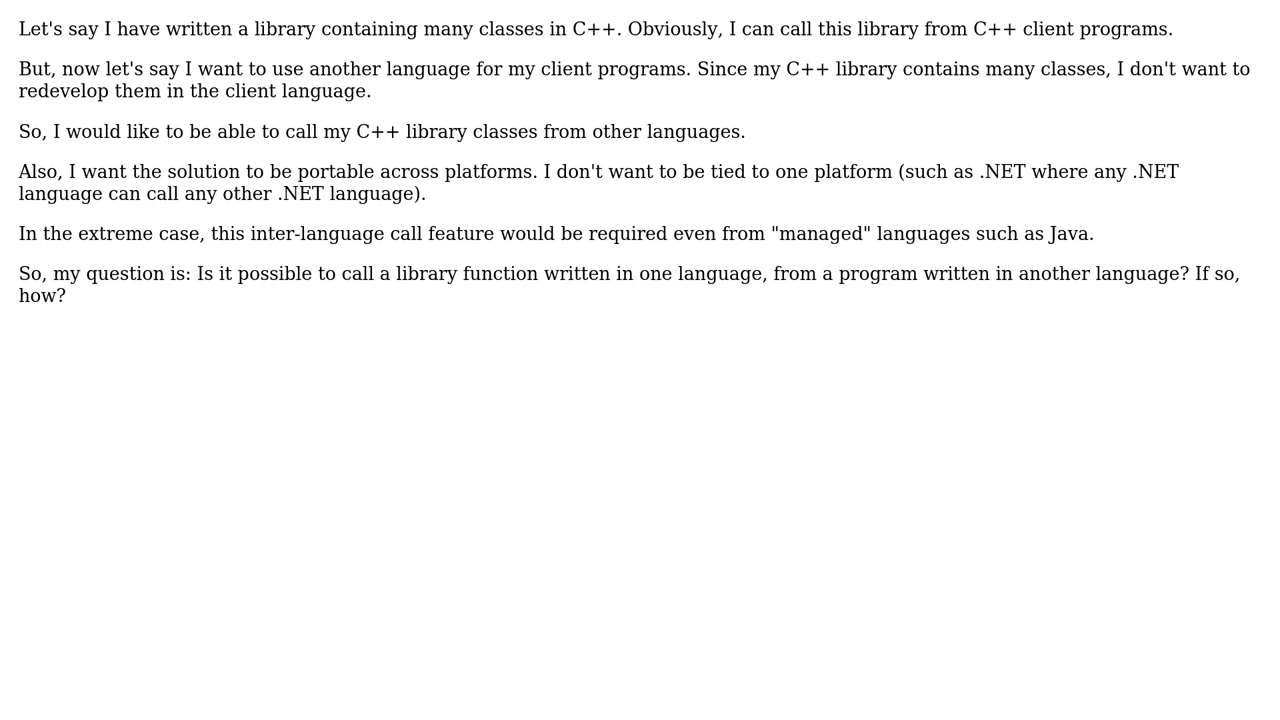 Let's say I have written a library containing many classes in C++. Obviously, I can call this library from C++ client programs.
But, now let's say I want to use another language for my client programs. Since my C++ library contains many classes, I don't want to
redevelop them in the client language.
So, I would like to be able to call my C++ library classes from other languages.
Also, I want the solution to be portable across platforms. I don't want to be tied to one platform (such as .NET where any .NET
language can call any other .NET language).
In the extreme case, this inter-language call feature would be required even from "managed" languages such as Java.
So, my question is: Is it possible to call a library function written in one language, from a program written in another language? If so,
how?